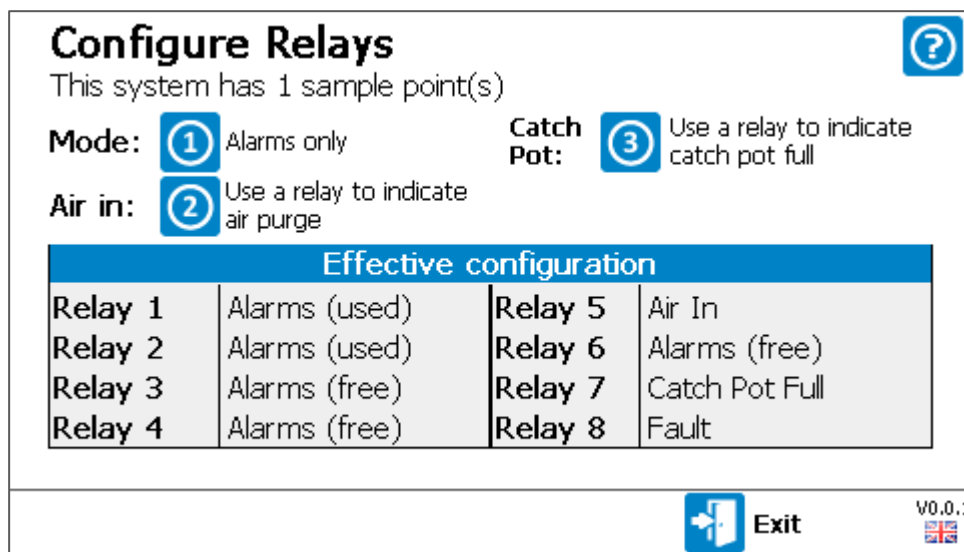 Configure Relays
?
This system has 1 sample point(s)
Mode: 1 Alarms only
Catch Pot: 3 Use a relay to indicate
catch pot full
Air in: 2 Use a relay to indicate
air purge
Effective configuration
Relay 1 Alarms (used) Relay 5 Air In
Relay 2 Alarms (used) Relay 6 Alarms (free)
Relay 3 Alarms (free) Relay 7 Catch Pot Full
Relay 4 Alarms (free) Relay 8 Fault
Exit